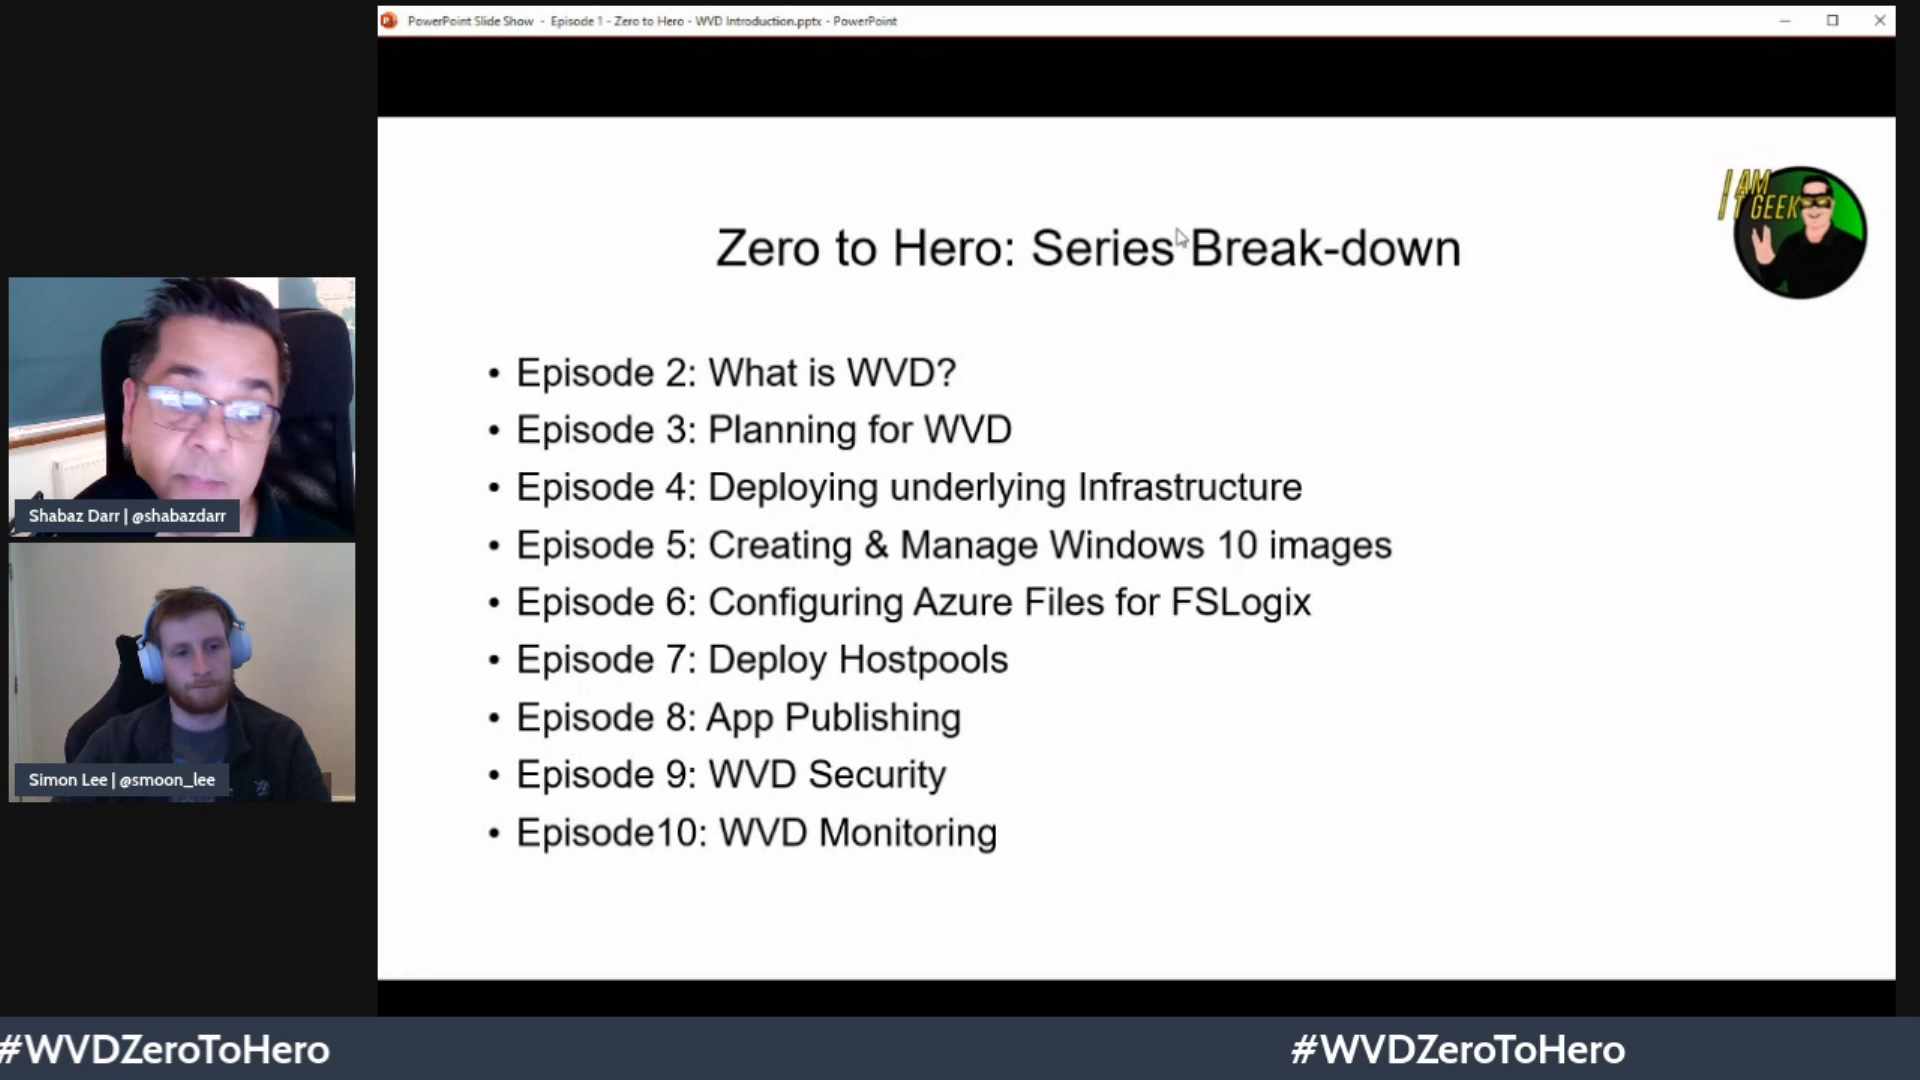 PowerPoint Slide Show - Episode 1 - Zero to Hero - WVD Introduction.pptx - PowerPoint
I AM
IT GEEK
Zero to Hero: Series Break-down
• Episode 2: What is WVD?
• Episode 3: Planning for WVD
• Episode 4: Deploying underlying Infrastructure
• Episode 5: Creating & Manage Windows 10 images
• Episode 6: Configuring Azure Files for FSLogix
• Episode 7: Deploy Hostpools
• Episode 8: App Publishing
• Episode 9: WVD Security
• Episode10: WVD Monitoring
Shabaz Darr | @shabazdarr
Simon Lee | @smoon_lee
#WVDZeroToHero
#WVDZeroToHero